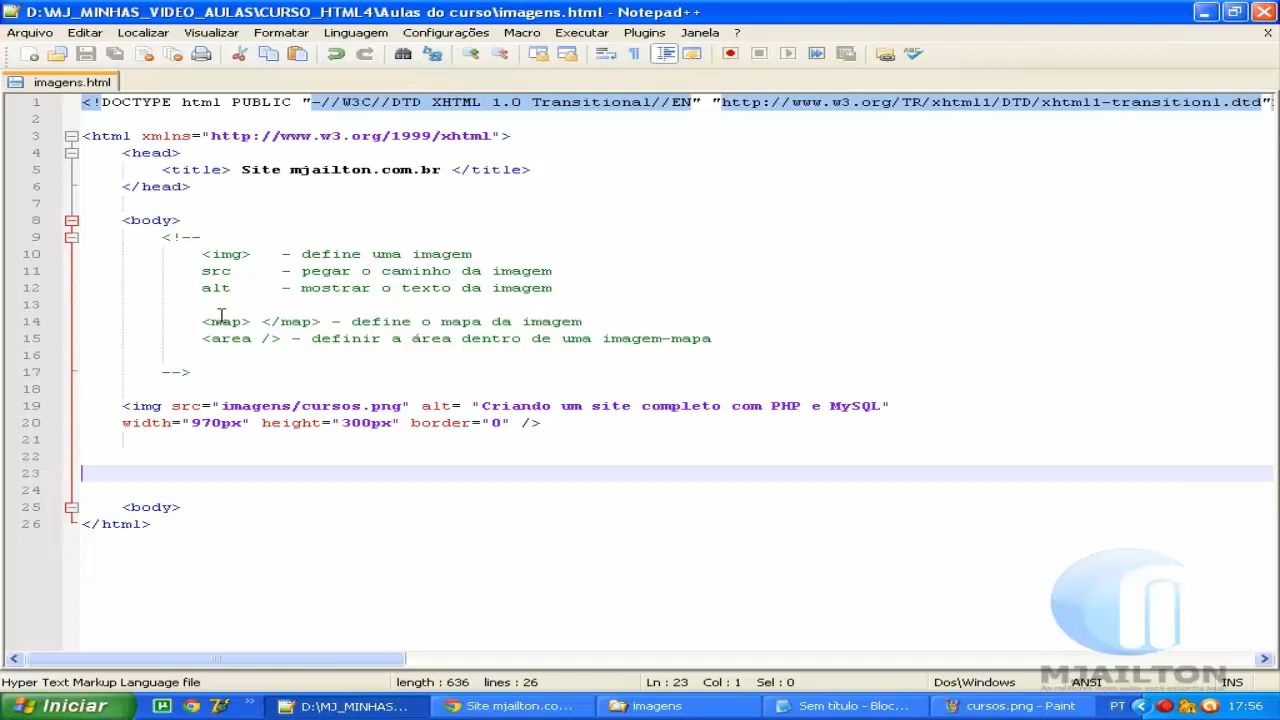 D:\MJ_MINHAS_VIDEO_AULAS\CURSO_HTML4\Aulas do curso\imagens.html - Notepad++
Arquivo Editar Localizar Visualizar Formatar Linguagem Configurações Macro Executar Plugins Janela ? X
imagens.html
1 <!DOCTYPE html PUBLIC "-//W3C//DTD XHTML 1.0 Transitional//EN" "http://www.w3.org/TR/xhtml1/DTD/xhtml1-transitionl.dtd"
2
3 <html xmlns="http://www.w3.org/1999/xhtml">
4 <head>
5 <title> Site mjailton.com.br </title>
6 </head>
7
8 <body>
9 <!--
10 <img> - define uma imagem
11 src - pegar o caminho da imagem
12 alt - mostrar o texto da imagem
13
14 <map> </map> - define o mapa da imagem
15 <area /> - definir a área dentro de uma imagem-mapa
16
17 -->
18
19 <img src="imagens/cursos.png" alt= "Criando um site completo com PHP e MySQL"
20 width="970px" height="300px" border="0" />
21
22
23
24
25 <body>
26 </html>
MJAILTON
Hyper Text Markup Language file length : 636 lines : 26 Ln : 23 Col : 1 Sel : 0 Dos\Windows ANSI INS
Iniciar D:\MJ_MINHAS... Site mjailton.co... imagens Sem título - Bloc... cursos.png - Paint PT 17:56